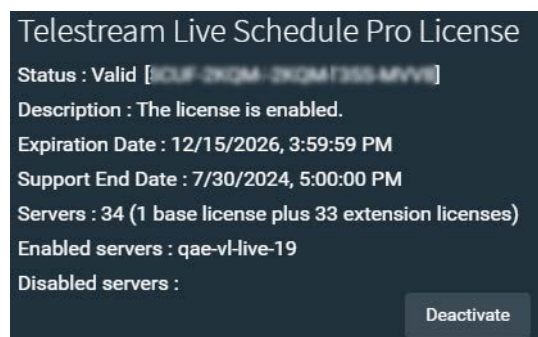 Telestream Live Schedule Pro License
Status : Valid [
]
Description : The license is enabled.
Expiration Date : 12/15/2026, 3:59:59 PM
Support End Date : 7/30/2024, 5:00:00 PM
Servers : 34 (1 base license plus 33 extension licenses)
Enabled servers : qae-vl-live-19
Disabled servers :
Deactivate